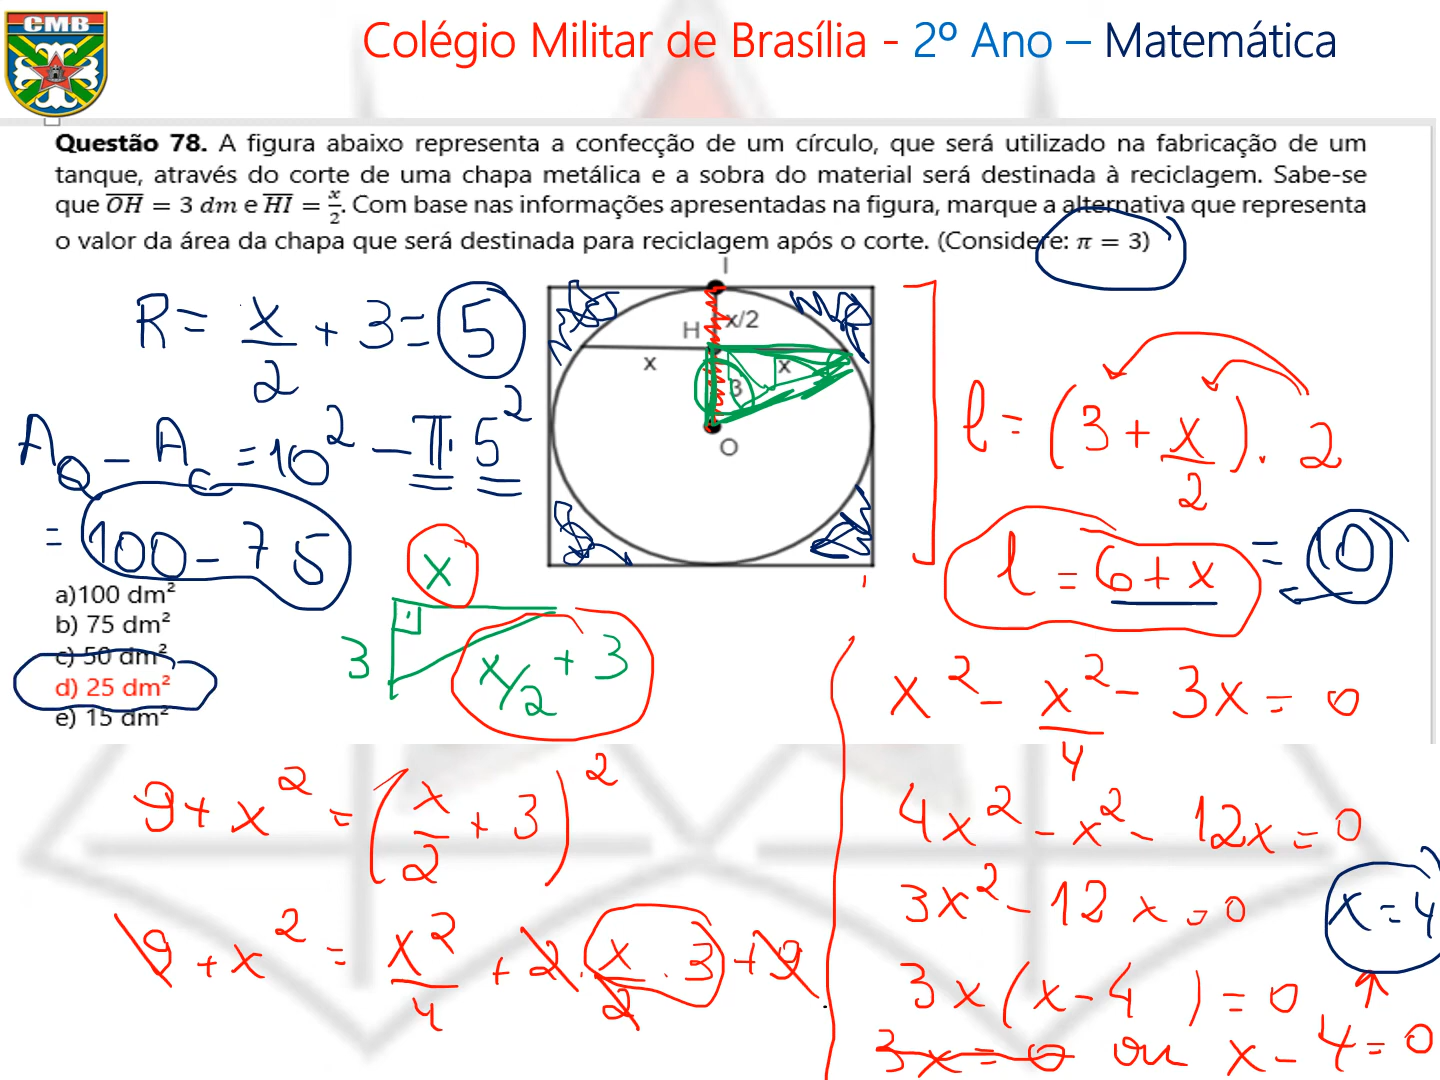 CMB
Colégio Militar de Brasília - 2º Ano – Matemática
Questão 78. A figura abaixo representa a confecção de um círculo, que será utilizado na fabricação de um
tanque, através do corte de uma chapa metálica e a sobra do material será destinada à reciclagem. Sabe-se
que OH = 3 dm e HI = x/2. Com base nas informações apresentadas na figura, marque a alternativa que representa
o valor da área da chapa que será destinada para reciclagem após o corte. (Considere: π = 3)
I
H x/2
x x
3
O
R = x/2 + 3 = 5
A_Q - A_C = 10² - π · 5²
= 100 - 75
a)100 dm²
b) 75 dm²
c) 50 dm²
d) 25 dm²
e) 15 dm²
x
3
x/2 + 3
l = (3 + x/2) · 2
l = 6 + x = 10
9 + x² = (x/2 + 3)²
9 + x² = x²/4 + 2 · x/2 · 3 + 9
x² - x²/4 - 3x = 0
4x² - x² - 12x = 0
3x² - 12x = 0
x = 4
3x(x - 4) = 0
3x = 0 ou x - 4 = 0